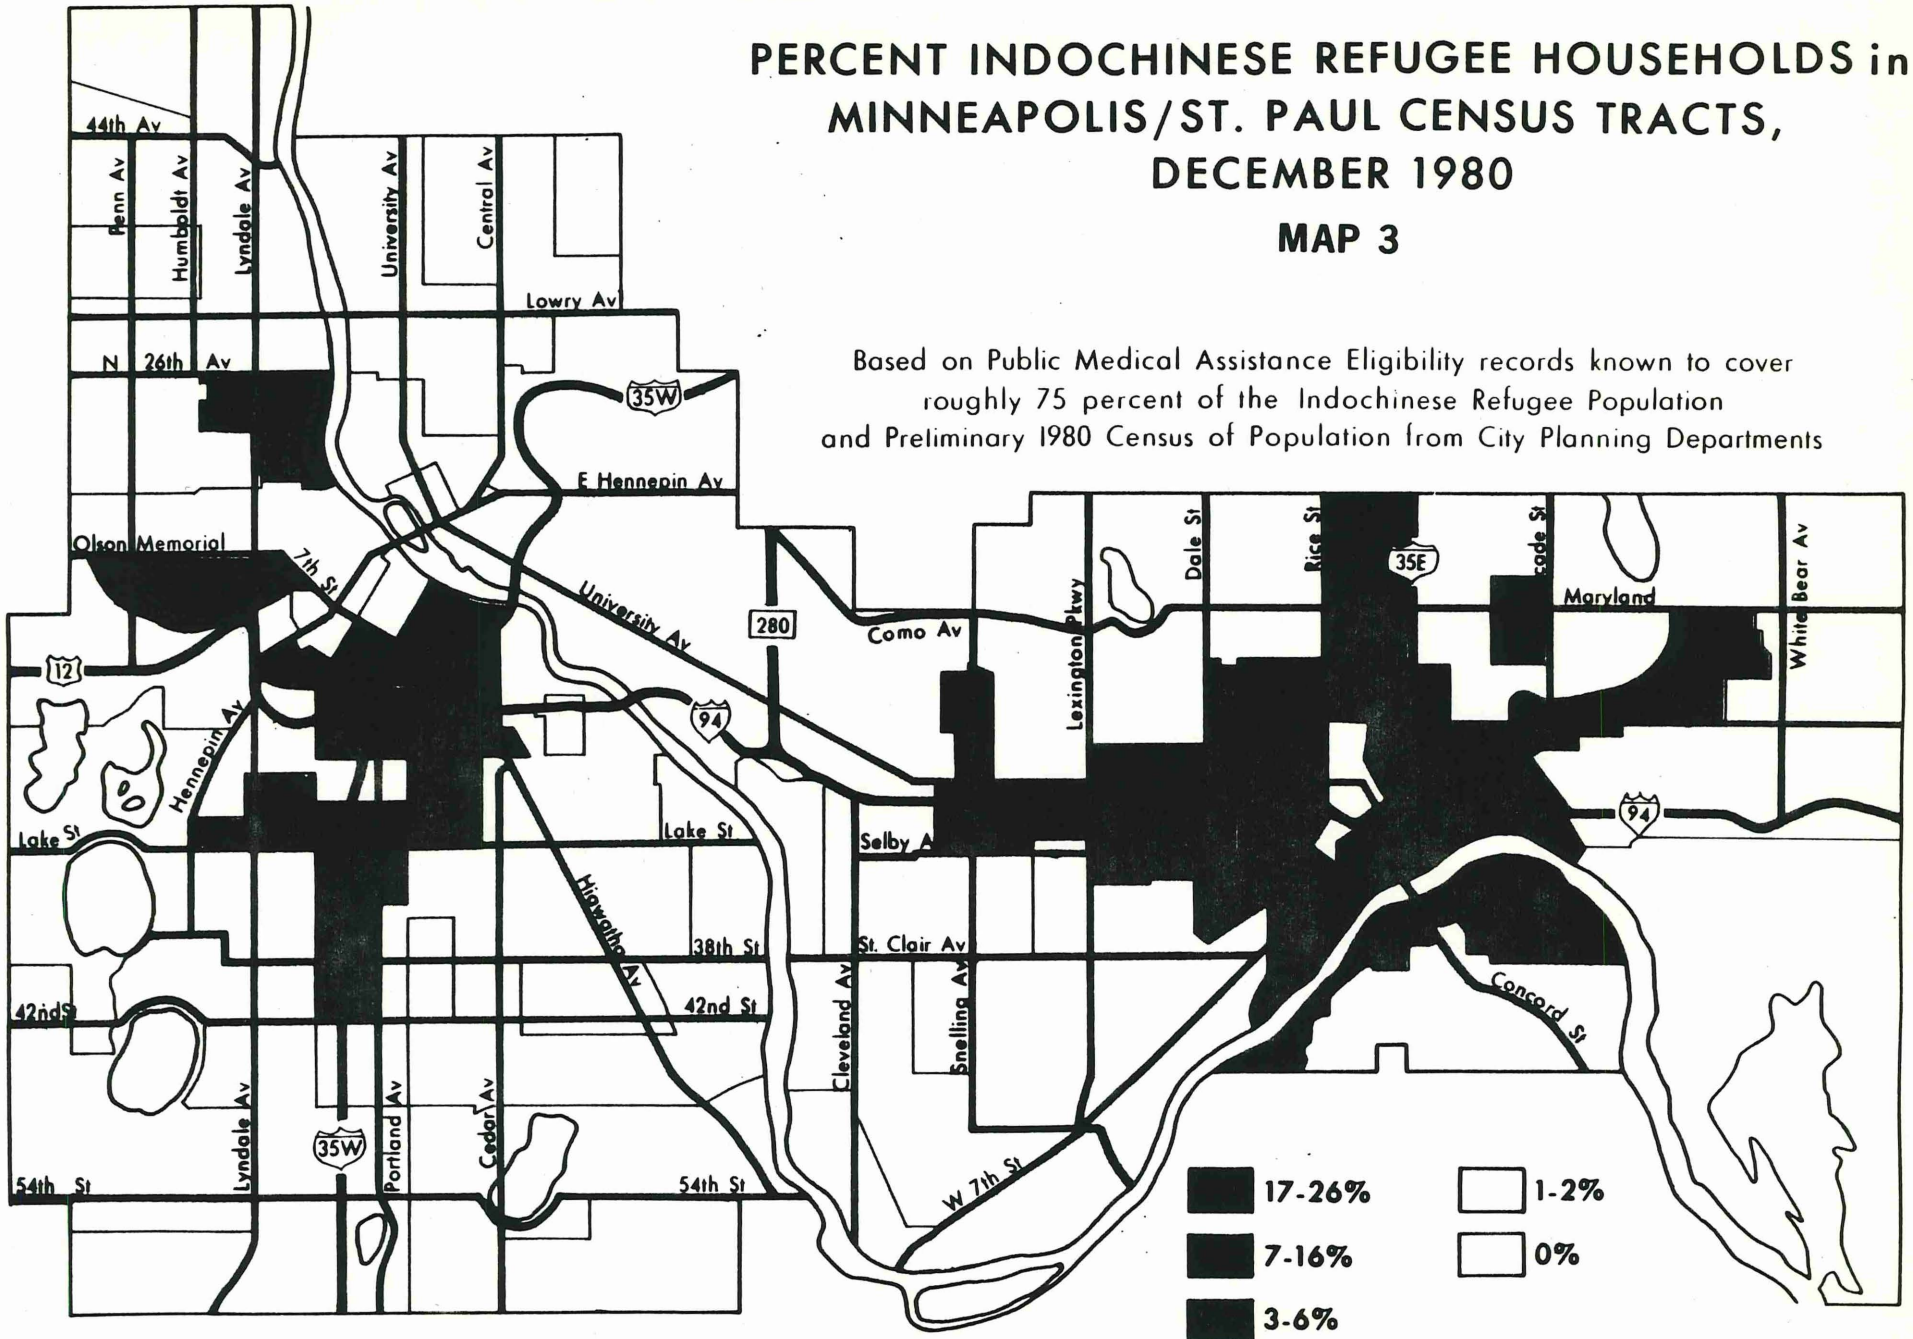 PERCENT INDOCHINESE REFUGEE HOUSEHOLDS in
MINNEAPOLIS/ST. PAUL CENSUS TRACTS,
DECEMBER 1980
MAP 3
Based on Public Medical Assistance Eligibility records known to cover
roughly 75 percent of the Indochinese Refugee Population
and Preliminary 1980 Census of Population from City Planning Departments
44th Av
Penn Av
Humboldt Av
Lyndale Av
University Av
Central Av
Lowry Av
N 26th Av
35W
E Hennepin Av
Olson Memorial
7th St
University Av
280
Como Av
Lexington Pkwy
Dale St
Rice St
35E
cade St
Maryland
White Bear Av
12
Hennepin Av
94
94
Lake St
Lake St
Selby A
Hiawatha Av
38th St
St. Clair Av
42nd St
42nd St
Cleveland Av
Snelling Av
Concord St
Lyndale Av
35W
Portland Av
Cedar Av
54th St
54th St
W 7th St
17-26%
7-16%
3-6%
1-2%
0%